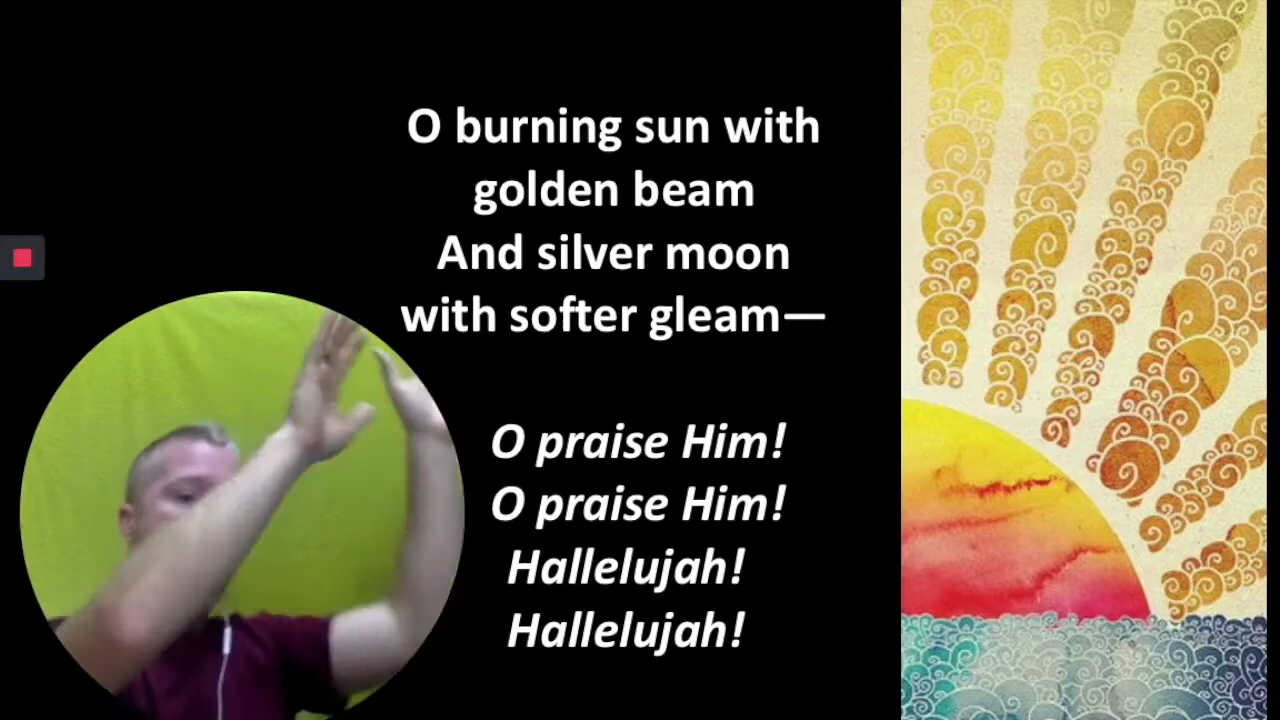 O burning sun with
golden beam
And silver moon
with softer gleam—
O praise Him!
O praise Him!
Hallelujah!
Hallelujah!